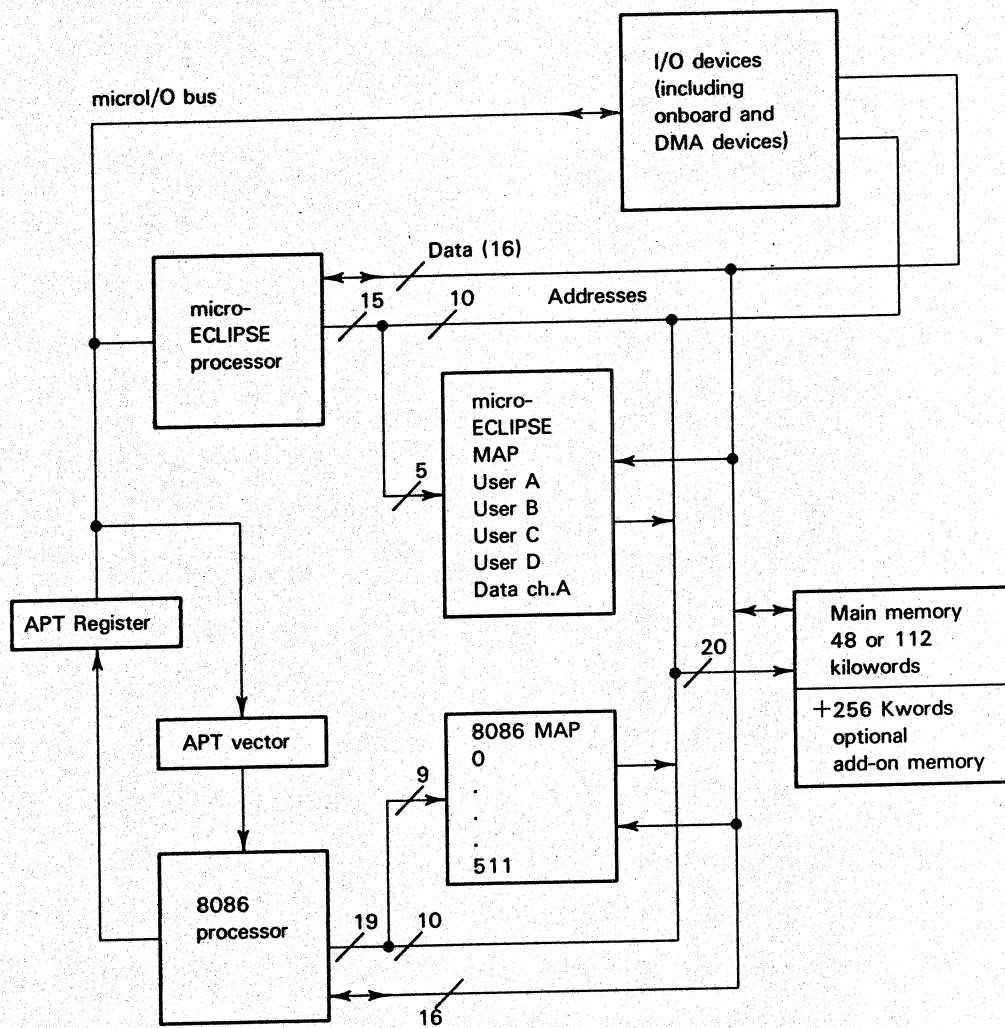 I/O devices
(including
onboard and
DMA devices)
microI/O bus
Data (16)
micro-
ECLIPSE
processor
15
10
Addresses
micro-
ECLIPSE
MAP
User A
User B
User C
User D
Data ch.A
5
APT Register
Main memory
48 or 112
kilowords
20
+256 Kwords
optional
add-on memory
APT vector
8086 MAP
0
.
.
.
511
9
8086
processor
19
10
16